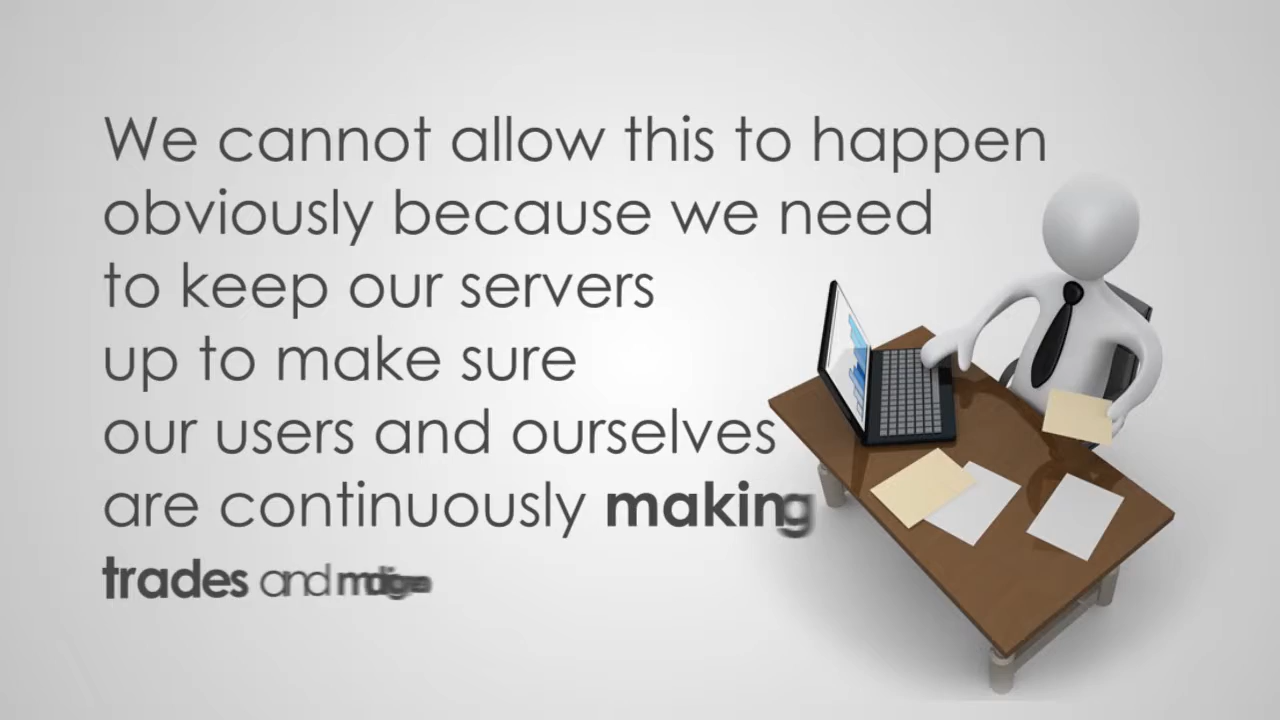 We cannot allow this to happen
obviously because we need
to keep our servers
up to make sure
our users and ourselves
are continuously making
trades and